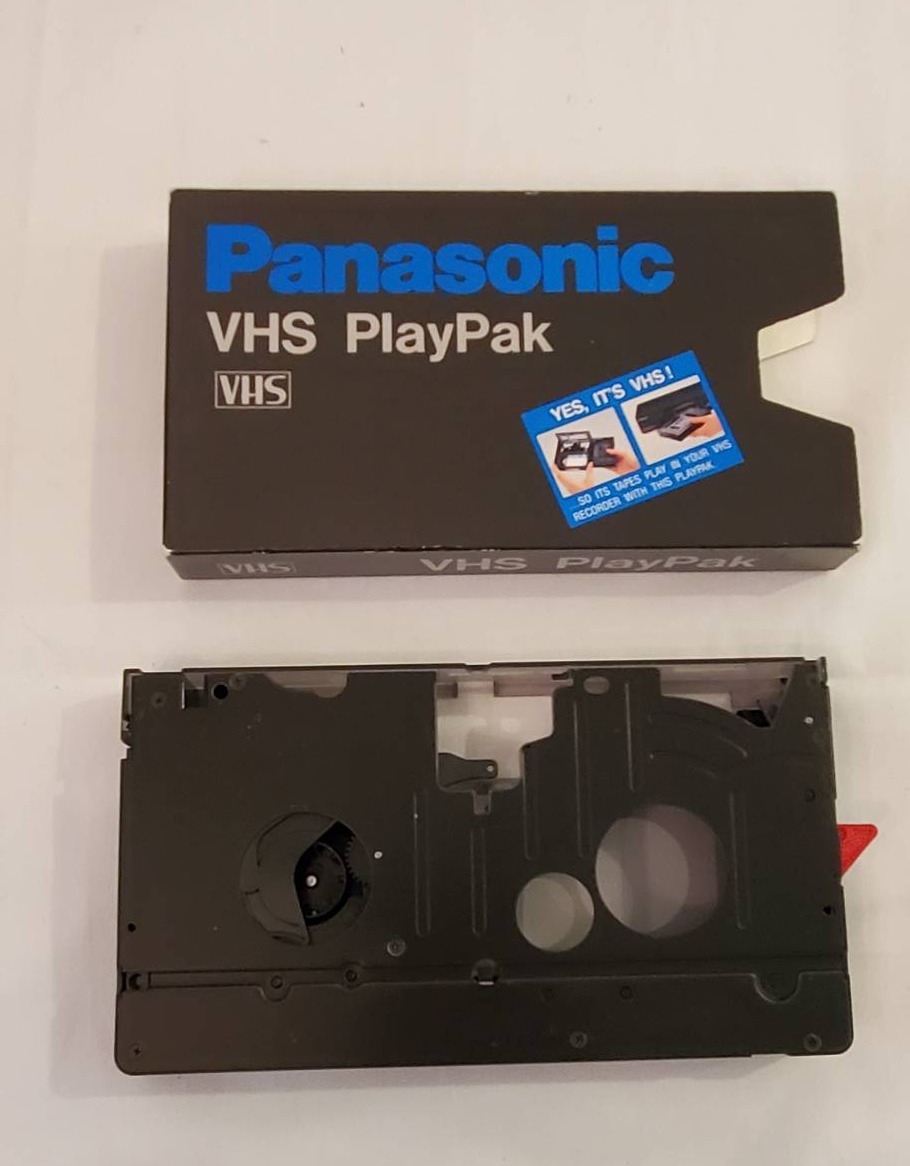 Panasonic
VHS PlayPak
VHS
YES, IT'S VHS!
...SO ITS TAPES PLAY IN YOUR VHS
RECORDER WITH THIS PLAYPAK.
VHS VHS PlayPak